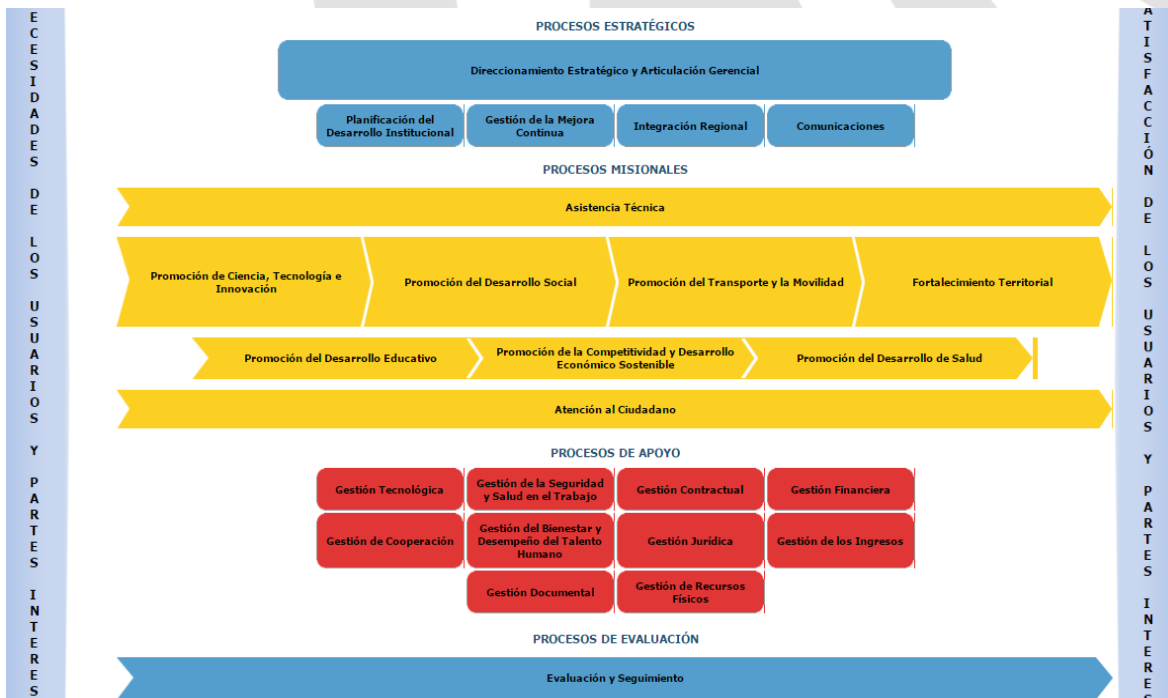 ECESIDADES DE LOS USUARIOS Y PARTES INTERES
PROCESOS ESTRATÉGICOS
Direccionamiento Estratégico y Articulación Gerencial
Planificación del
Desarrollo Institucional
Gestión de la Mejora
Continua
Integración Regional
Comunicaciones
PROCESOS MISIONALES
Asistencia Técnica
Promoción de Ciencia, Tecnología e
Innovación
Promoción del Desarrollo Social
Promoción del Transporte y la Movilidad
Fortalecimiento Territorial
Promoción del Desarrollo Educativo
Promoción de la Competitividad y Desarrollo
Económico Sostenible
Promoción del Desarrollo de Salud
Atención al Ciudadano
PROCESOS DE APOYO
Gestión Tecnológica
Gestión de la Seguridad
y Salud en el Trabajo
Gestión Contractual
Gestión Financiera
Gestión de Cooperación
Gestión del Bienestar y
Desempeño del Talento
Humano
Gestión Jurídica
Gestión de los Ingresos
Gestión Documental
Gestión de Recursos
Físicos
PROCESOS DE EVALUACIÓN
Evaluación y Seguimiento
ATISFACCIÓN DE LOS USUARIOS Y PARTES INTERES